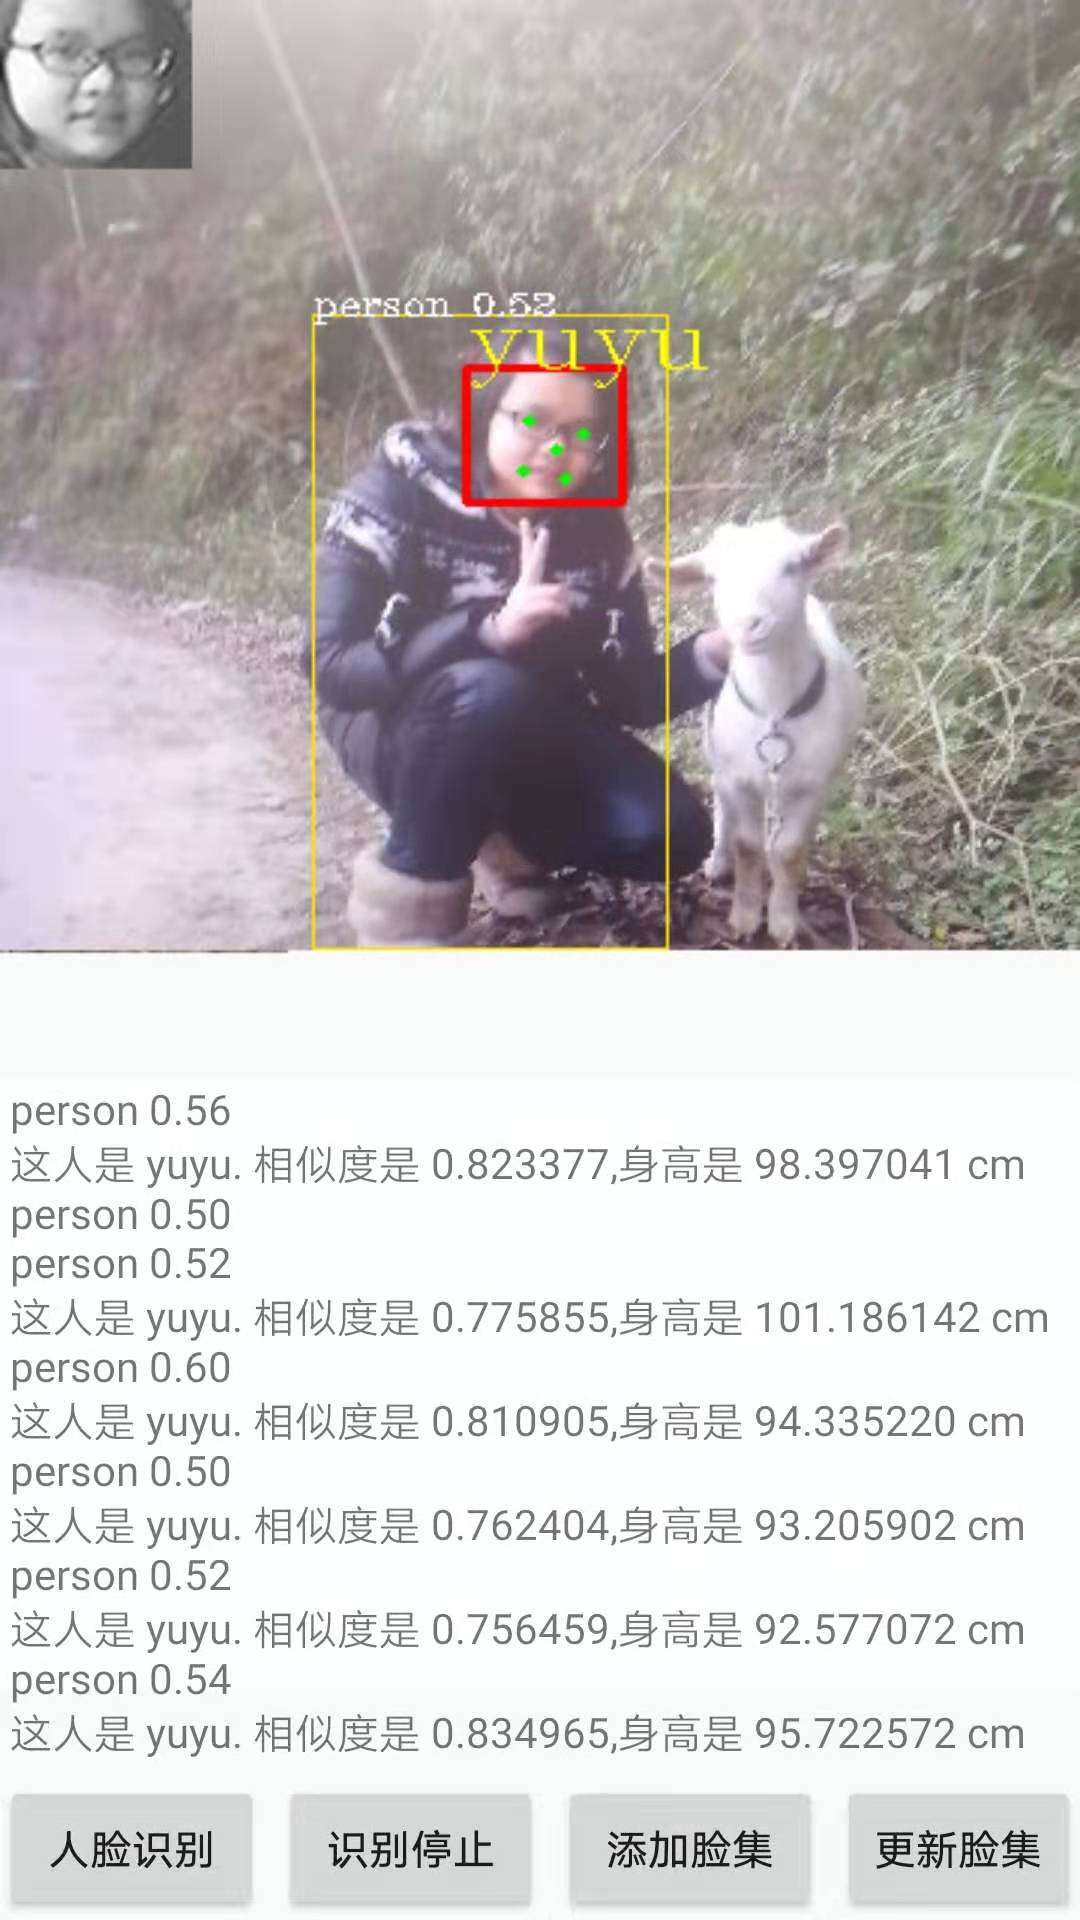 person 0.52
yuyu
person 0.56
这人是 yuyu. 相似度是 0.823377,身高是 98.397041 cm
person 0.50
person 0.52
这人是 yuyu. 相似度是 0.775855,身高是 101.186142 cm
person 0.60
这人是 yuyu. 相似度是 0.810905,身高是 94.335220 cm
person 0.50
这人是 yuyu. 相似度是 0.762404,身高是 93.205902 cm
person 0.52
这人是 yuyu. 相似度是 0.756459,身高是 92.577072 cm
person 0.54
这人是 yuyu. 相似度是 0.834965,身高是 95.722572 cm
人脸识别 识别停止 添加脸集 更新脸集